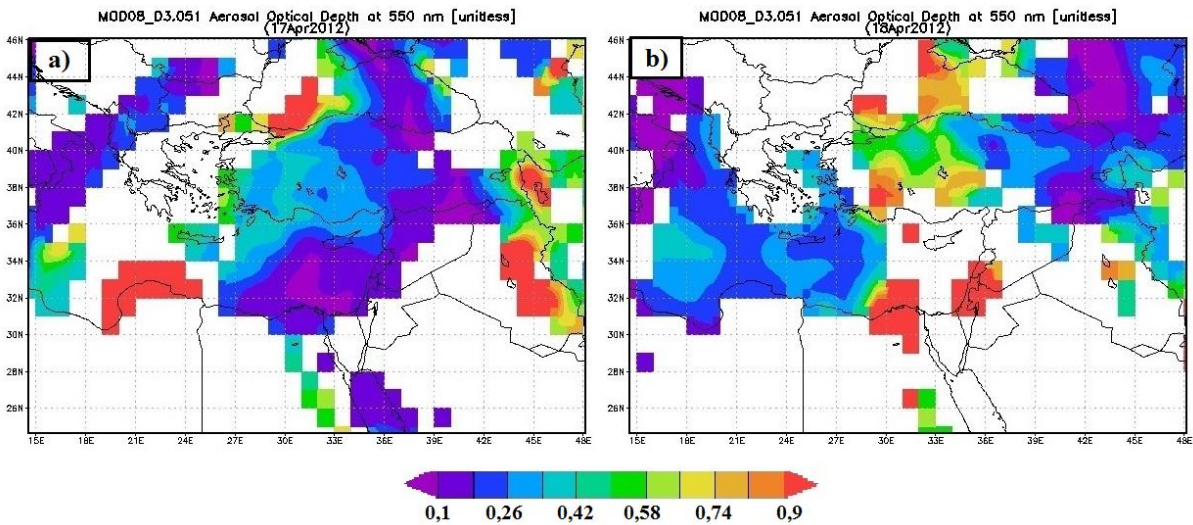 MOD08_D3.051 Aerosol Optical Depth at 550 nm [unitless]
(17Apr2012)
a)
46N
44N
42N
40N
38N
36N
34N
32N
30N
28N
26N
15E 18E 21E 24E 27E 30E 33E 36E 39E 42E 45E 48E
MOD08_D3.051 Aerosol Optical Depth at 550 nm [unitless]
(18Apr2012)
b)
46N
44N
42N
40N
38N
36N
34N
32N
30N
28N
26N
15E 18E 21E 24E 27E 30E 33E 36E 39E 42E 45E 48E
0,1 0,26 0,42 0,58 0,74 0,9